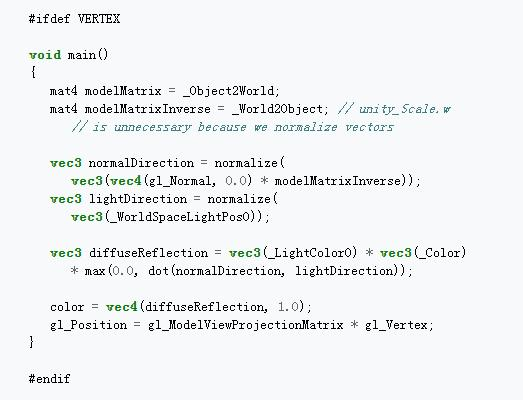 #ifdef VERTEX
void main()
{
mat4 modelMatrix = _Object2World;
mat4 modelMatrixInverse = _World2Object; // unity_Scale.w
// is unnecessary because we normalize vectors
vec3 normalDirection = normalize(
vec3(vec4(gl_Normal, 0.0) * modelMatrixInverse));
vec3 lightDirection = normalize(
vec3(_WorldSpaceLightPos0));
vec3 diffuseReflection = vec3(_LightColor0) * vec3(_Color)
* max(0.0, dot(normalDirection, lightDirection));
color = vec4(diffuseReflection, 1.0);
gl_Position = gl_ModelViewProjectionMatrix * gl_Vertex;
}
#endif